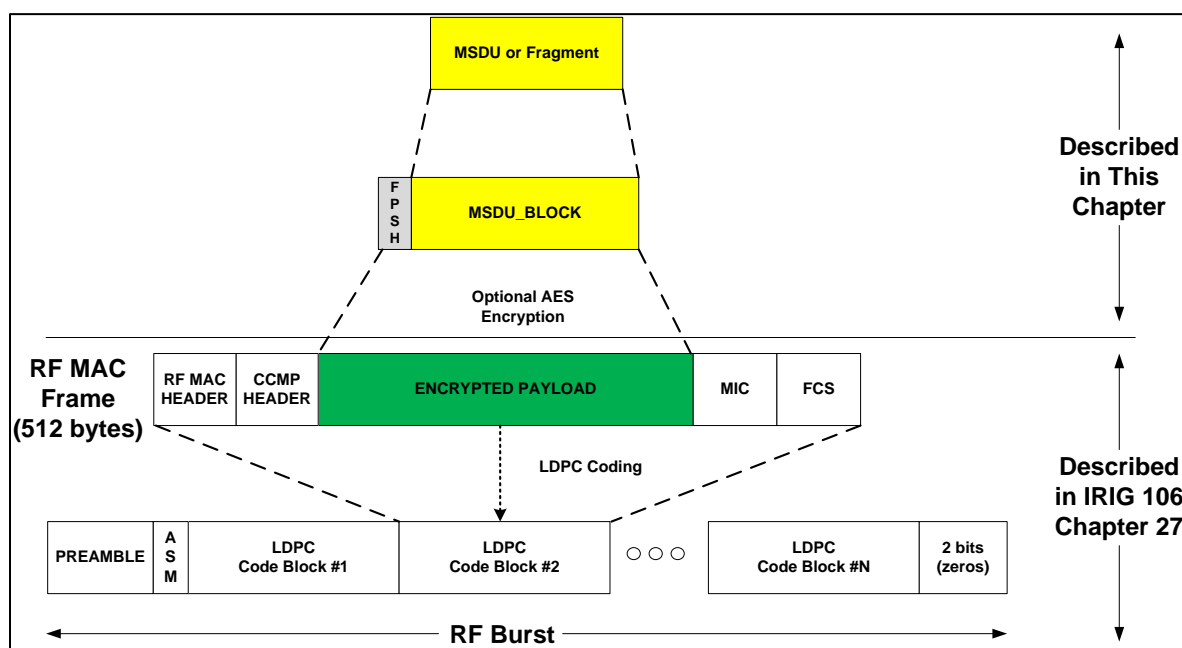 MSDU or Fragment
F
P
S
H
MSDU_BLOCK
Described
in This
Chapter
Optional AES
Encryption
RF MAC
Frame
(512 bytes)
RF MAC
HEADER
CCMP
HEADER
ENCRYPTED PAYLOAD
MIC
FCS
LDPC Coding
Described
in IRIG 106
Chapter 27
PREAMBLE
A
S
M
LDPC
Code Block #1
LDPC
Code Block #2
LDPC
Code Block #N
2 bits
(zeros)
RF Burst